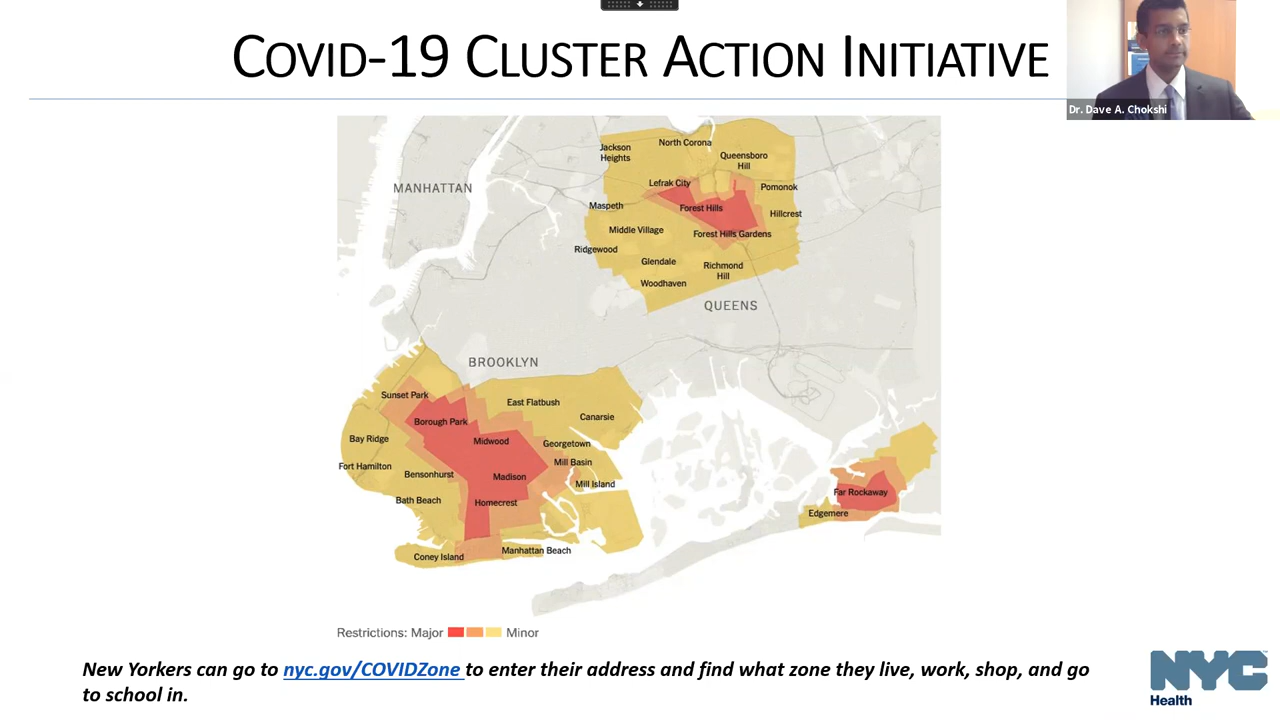 COVID-19 CLUSTER ACTION INITIATIVE
Dr. Dave A. Chokshi
Jackson
Heights
North Corona
Queensboro
Hill
MANHATTAN
Lefrak City
Pomonok
Maspeth
Forest Hills
Hillcrest
Middle Village
Forest Hills Gardens
Ridgewood
Glendale
Richmond
Hill
Woodhaven
QUEENS
BROOKLYN
Sunset Park
East Flatbush
Borough Park
Canarsie
Bay Ridge
Midwood
Georgetown
Fort Hamilton
Mill Basin
Bensonhurst
Madison
Mill Island
Far Rockaway
Bath Beach
Homecrest
Edgemere
Coney Island
Manhattan Beach
Restrictions: Major Minor
New Yorkers can go to nyc.gov/COVIDZone to enter their address and find what zone they live, work, shop, and go
to school in.
NYC
Health